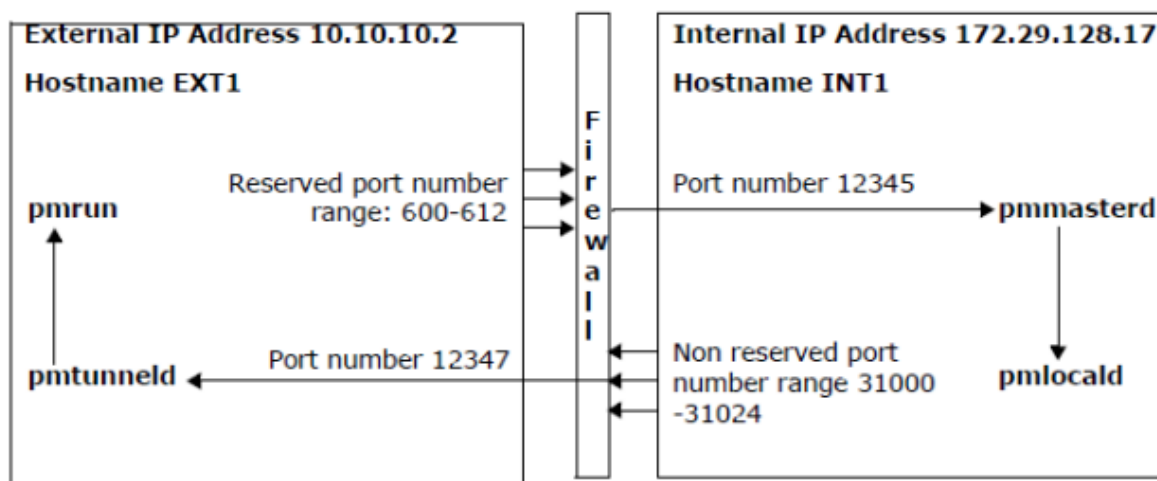 External IP Address 10.10.10.2
Hostname EXT1
Reserved port number
range: 600-612
pmrun
Port number 12347
pmtunneld
Firewall
Internal IP Address 172.29.128.17
Hostname INT1
Port number 12345
pmmasterd
Non reserved port
number range 31000
-31024
pmlocald